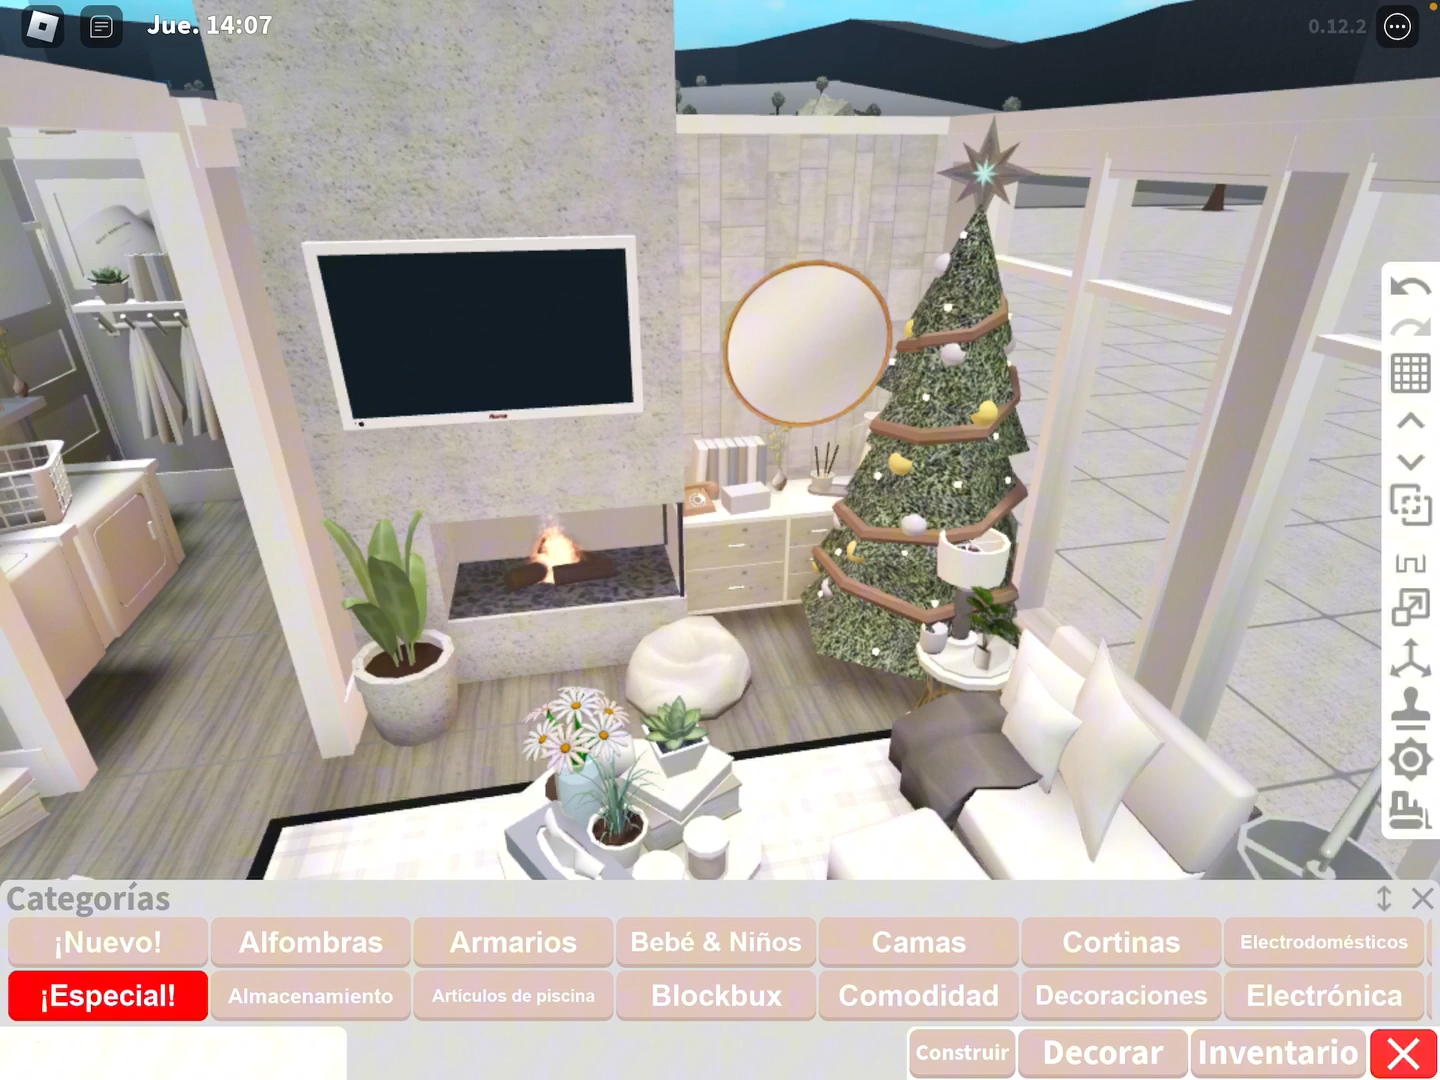 Jue. 14:07
0.12.2
Categorías
¡Nuevo!
Alfombras
Armarios
Bebé & Niños
Camas
Cortinas
Electrodomésticos
¡Especial!
Almacenamiento
Artículos de piscina
Blockbux
Comodidad
Decoraciones
Electrónica
Construir
Decorar
Inventario